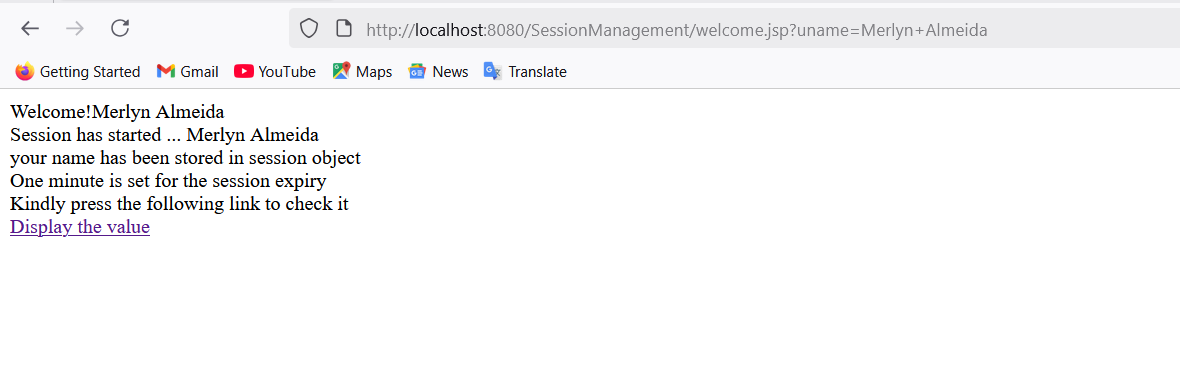 http://localhost:8080/SessionManagement/welcome.jsp?uname=Merlyn+Almeida
Getting Started Gmail YouTube Maps News Translate
Welcome!Merlyn Almeida
Session has started ... Merlyn Almeida
your name has been stored in session object
One minute is set for the session expiry
Kindly press the following link to check it
Display the value